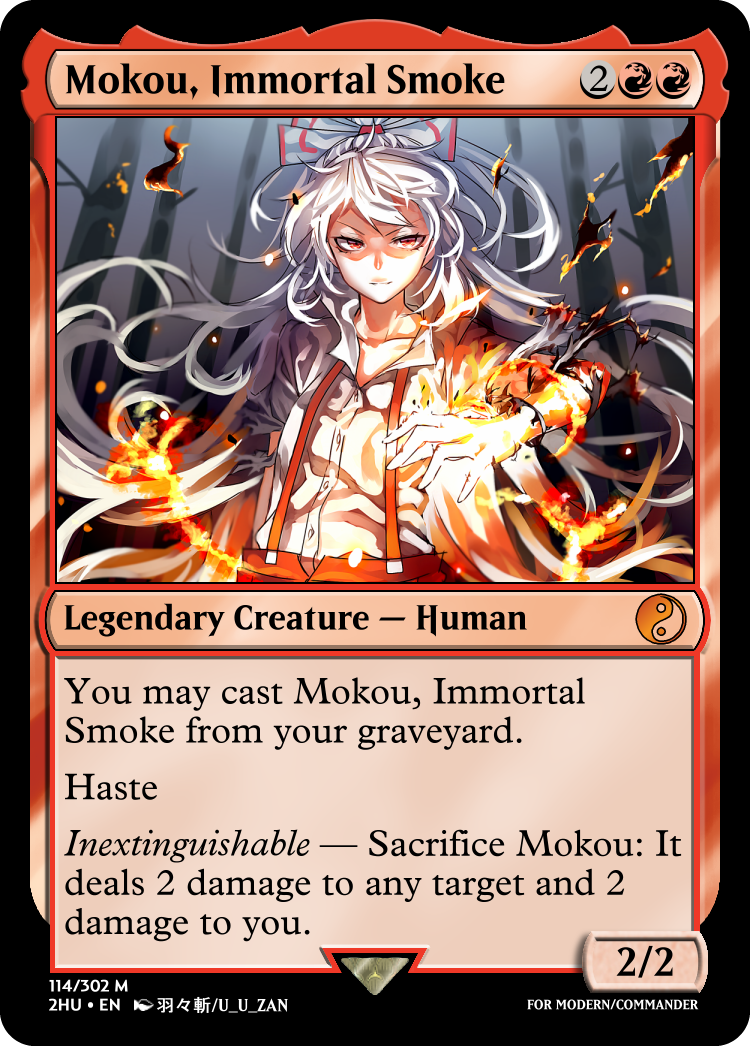 Mokou, Immortal Smoke 2
Legendary Creature — Human
You may cast Mokou, Immortal
Smoke from your graveyard.
Haste
Inextinguishable — Sacrifice Mokou: It
deals 2 damage to any target and 2
damage to you.
2/2
114/302 M
2HU • EN 羽々斬/U_U_ZAN
FOR MODERN/COMMANDER